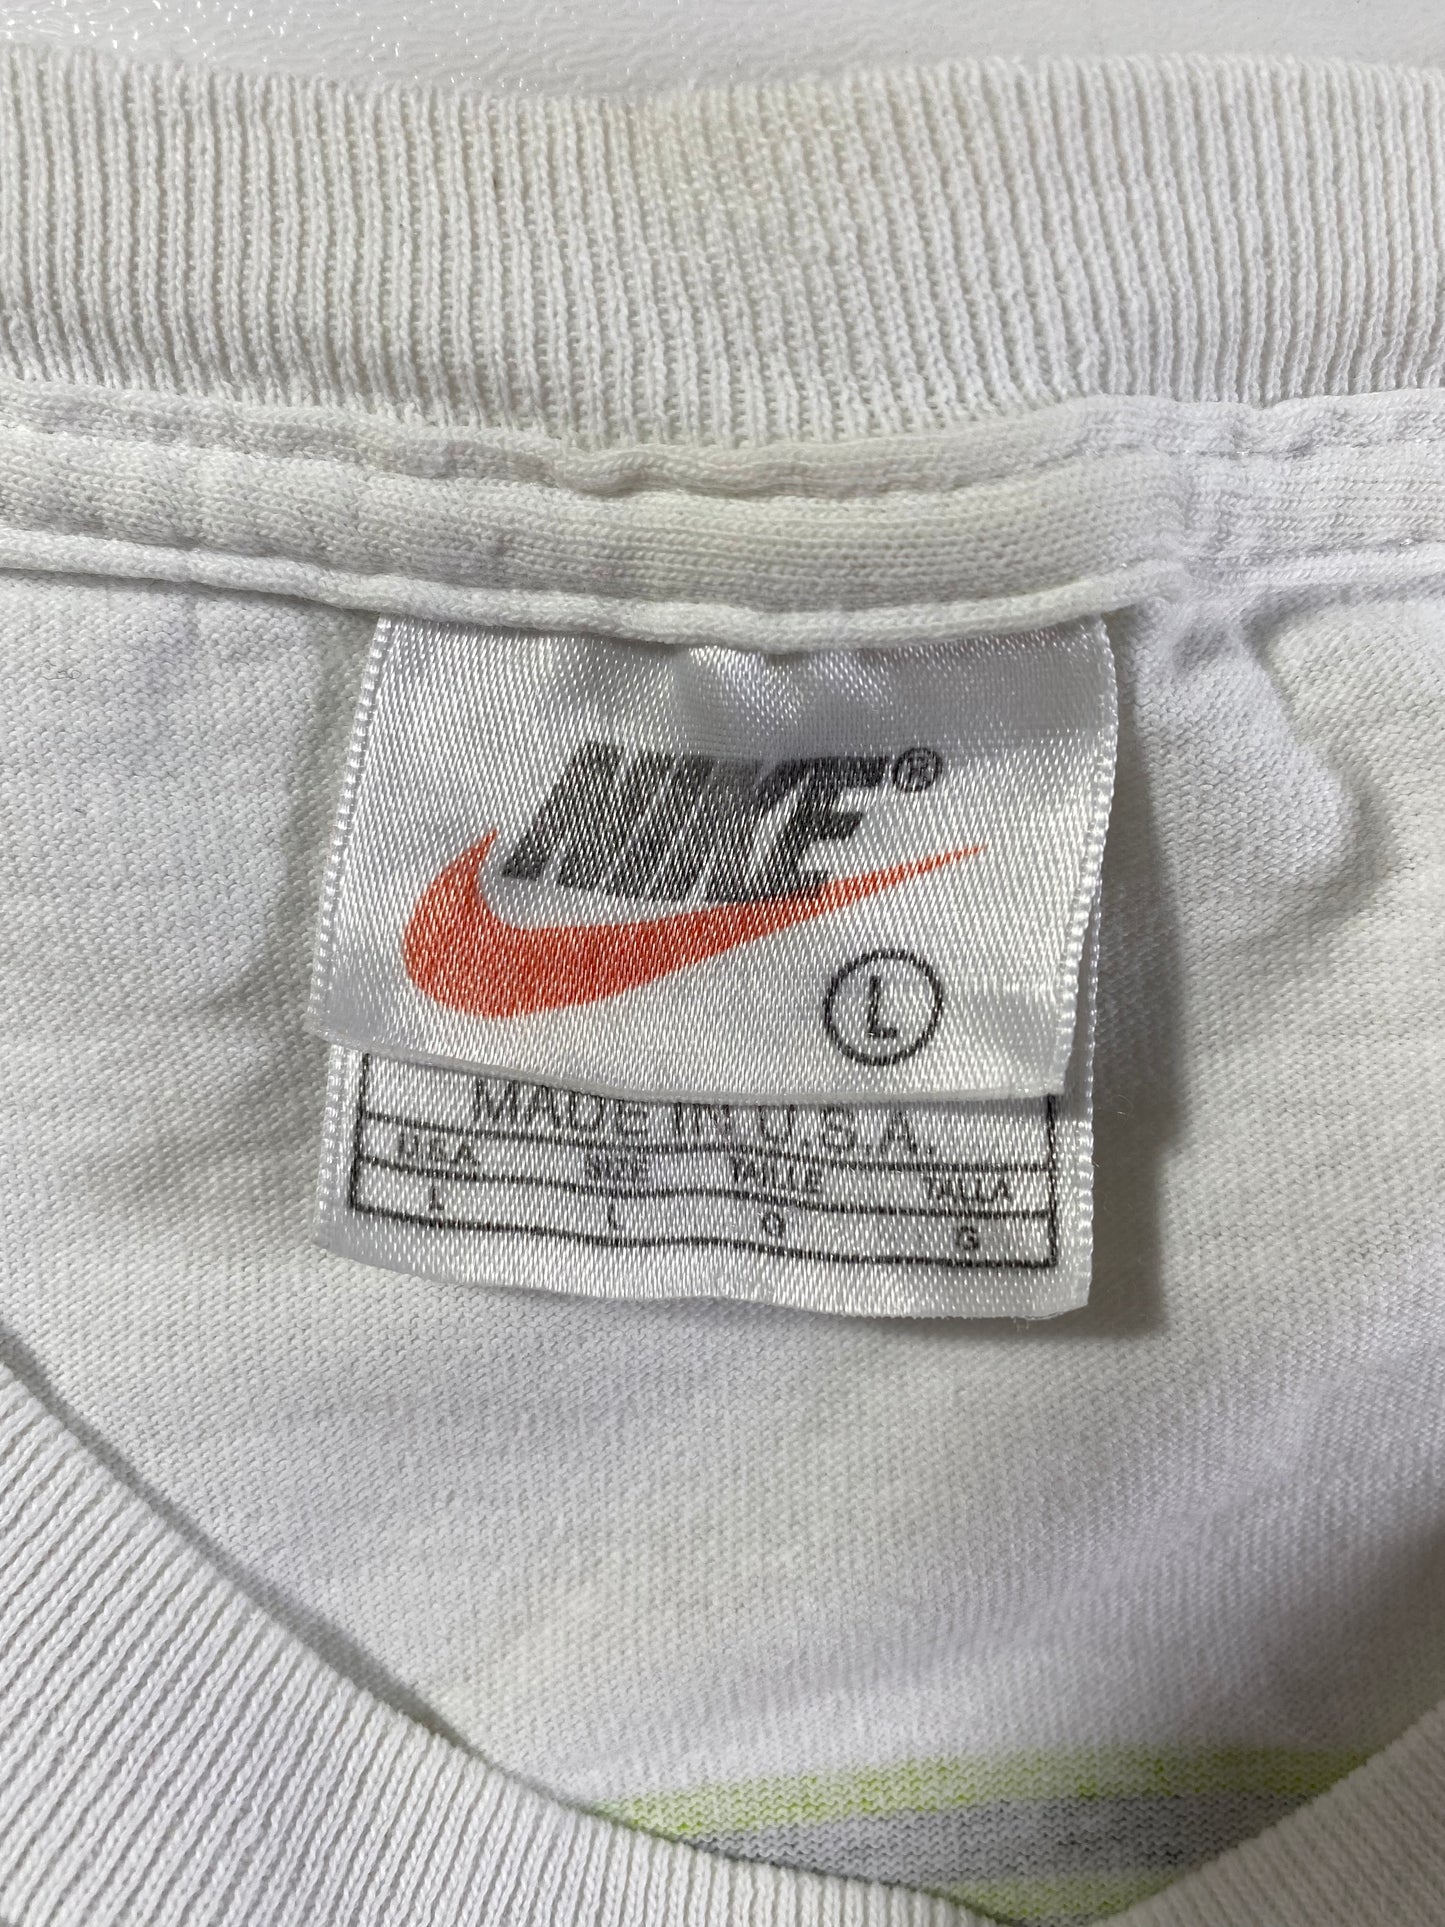 NIKE®
L
MADE IN U.S.A.
USA SIZE TAILLE TALLA
L L G G